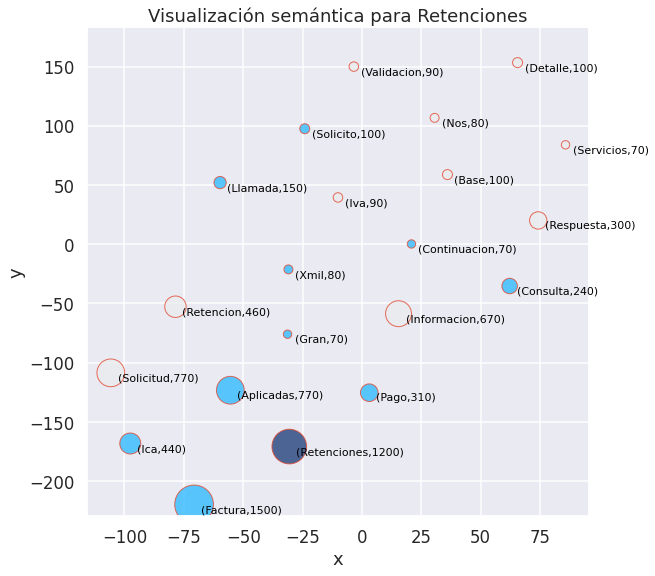 Visualización semántica para Retenciones
150
100
50
0
−50
−100
−150
−200
y
(Validacion,90)
(Detalle,100)
(Nos,80)
(Solicito,100)
(Servicios,70)
(Base,100)
(Llamada,150)
(Iva,90)
(Respuesta,300)
(Continuacion,70)
(Xmil,80)
(Consulta,240)
(Retencion,460)
(Informacion,670)
(Gran,70)
(Solicitud,770)
(Aplicadas,770)
(Pago,310)
(Ica,440)
(Retenciones,1200)
(Factura,1500)
−100
−75
−50
−25
0
25
50
75
x